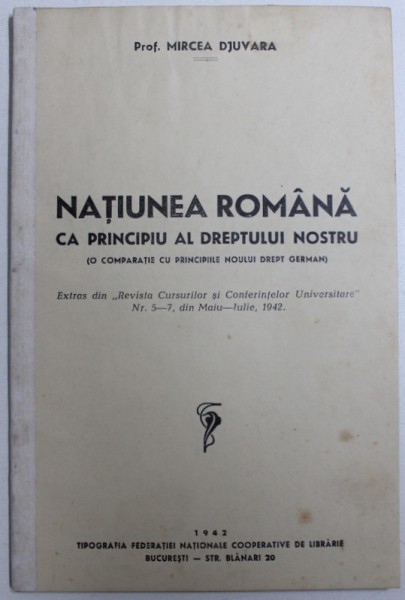 Prof. MIRCEA DJUVARA
NAȚIUNEA ROMÂNĂ
CA PRINCIPIU AL DREPTULUI NOSTRU
(O COMPARAȚIE CU PRINCIPIILE NOULUI DREPT GERMAN)
Extras din „Revista Cursurilor și Conferințelor Universitare"
Nr. 5—7, din Maiu—Iulie, 1942.
1942
TIPOGRAFIA FEDERAȚIEI NAȚIONALE COOPERATIVE DE LIBRĂRIE
BUCUREȘTI — STR. BLĂNARI 20